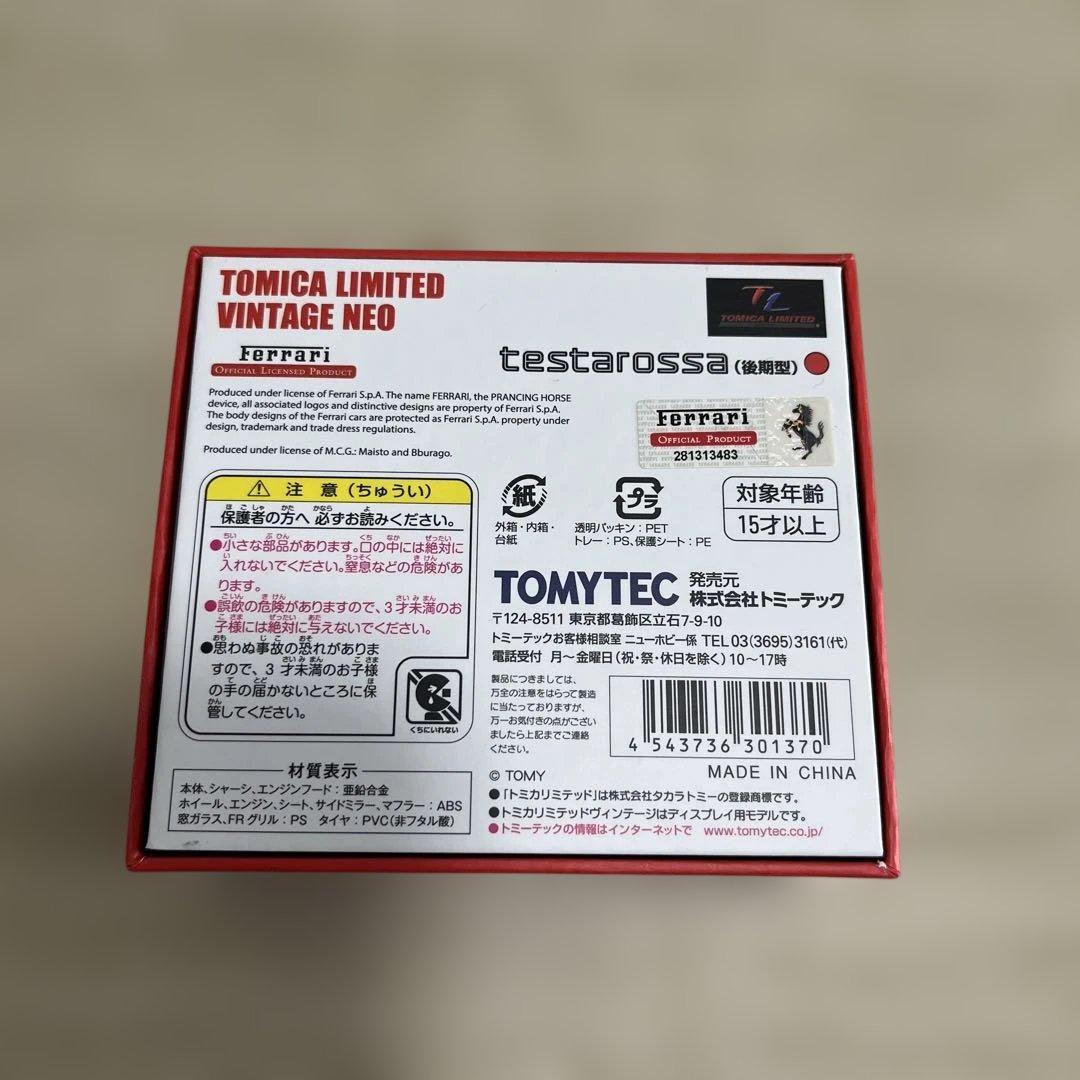 TOMICA LIMITED
VINTAGE NEO
TL
TOMICA LIMITED
Ferrari
OFFICIAL LICENSED PRODUCT
testarossa(後期型)
Produced under license of Ferrari S.p.A. The name FERRARI, the PRANCING HORSE
device, all associated logos and distinctive designs are property of Ferrari S.p.A.
The body designs of the Ferrari cars are protected as Ferrari S.p.A. property under
design, trademark and trade dress regulations.
Produced under license of M.C.G.: Maisto and Bburago.
Ferrari
OFFICIAL PRODUCT
281313483
注 意(ちゅうい)
保護者の方へ 必ずお読みください。
●小さな部品があります。口の中には絶対に
入れないでください。窒息などの危険があ
ります。
●誤飲の危険がありますので、3才未満のお
子様には絶対に与えないでください。
●思わぬ事故の恐れがありま
すので、3才未満のお子様
の手の届かないところに保
管してください。
くちにいれない
紙
外箱・内箱・
台紙
プラ
透明パッキン:PET
トレー:PS、保護シート:PE
対象年齢
15才以上
TOMYTEC 発売元
株式会社トミーテック
〒124-8511 東京都葛飾区立石7-9-10
トミーテックお客様相談室 ニューホビー係 TEL 03(3695)3161(代)
電話受付 月〜金曜日(祝・祭・休日を除く)10〜17時
製品につきましては、
万全の注意をはらって製造
に当たっておりますが、
万一お気付きの点がござい
ましたら上記までご連絡
ください。
4 543736 301370
© TOMY
MADE IN CHINA
材質表示
本体、シャーシ、エンジンフード:亜鉛合金
ホイール、エンジン、シート、サイドミラー、マフラー:ABS
窓ガラス、FRグリル:PS タイヤ:PVC(非フタル酸)
●「トミカリミテッド」は株式会社タカラトミーの登録商標です。
●トミカリミテッドヴィンテージはディスプレイ用モデルです。
●トミーテックの情報はインターネットで www.tomytec.co.jp/